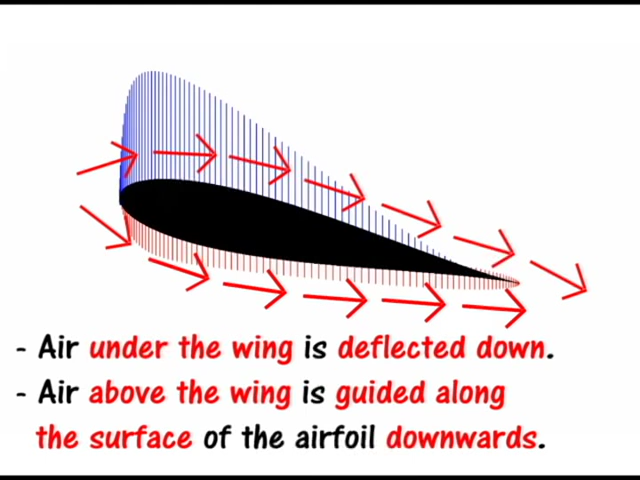 - Air under the wing is deflected down.
- Air above the wing is guided along
the surface of the airfoil downwards.